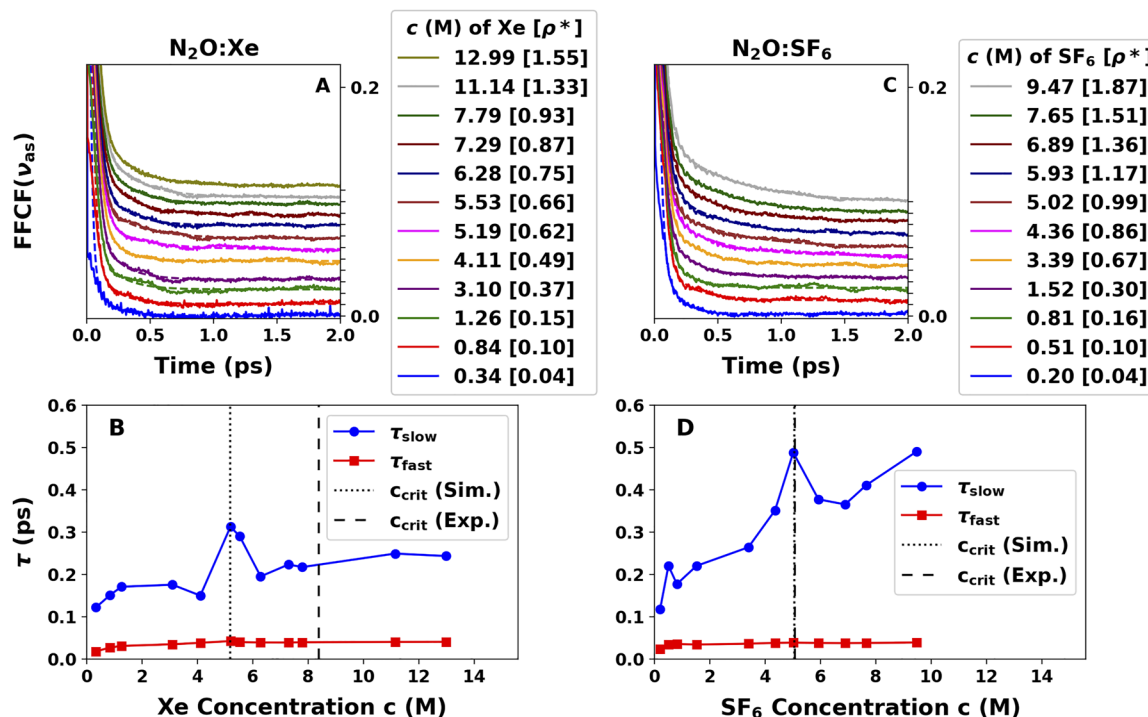 N₂O:Xe
A
FFCF(ν_as)
0.2
0.0
0.0 0.5 1.0 1.5 2.0
Time (ps)
c (M) of Xe [ρ*]
12.99 [1.55]
11.14 [1.33]
7.79 [0.93]
7.29 [0.87]
6.28 [0.75]
5.53 [0.66]
5.19 [0.62]
4.11 [0.49]
3.10 [0.37]
1.26 [0.15]
0.84 [0.10]
0.34 [0.04]
N₂O:SF₆
C
0.2
0.0
0.0 0.5 1.0 1.5 2.0
Time (ps)
c (M) of SF₆ [ρ*]
9.47 [1.87]
7.65 [1.51]
6.89 [1.36]
5.93 [1.17]
5.02 [0.99]
4.36 [0.86]
3.39 [0.67]
1.52 [0.30]
0.81 [0.16]
0.51 [0.10]
0.20 [0.04]
B
τ (ps)
0.6
0.5
0.4
0.3
0.2
0.1
0.0
τ_slow
τ_fast
c_crit (Sim.)
c_crit (Exp.)
0 2 4 6 8 10 12 14
Xe Concentration c (M)
D
0.6
0.5
0.4
0.3
0.2
0.1
0.0
τ_slow
τ_fast
c_crit (Sim.)
c_crit (Exp.)
0 2 4 6 8 10 12 14
SF₆ Concentration c (M)